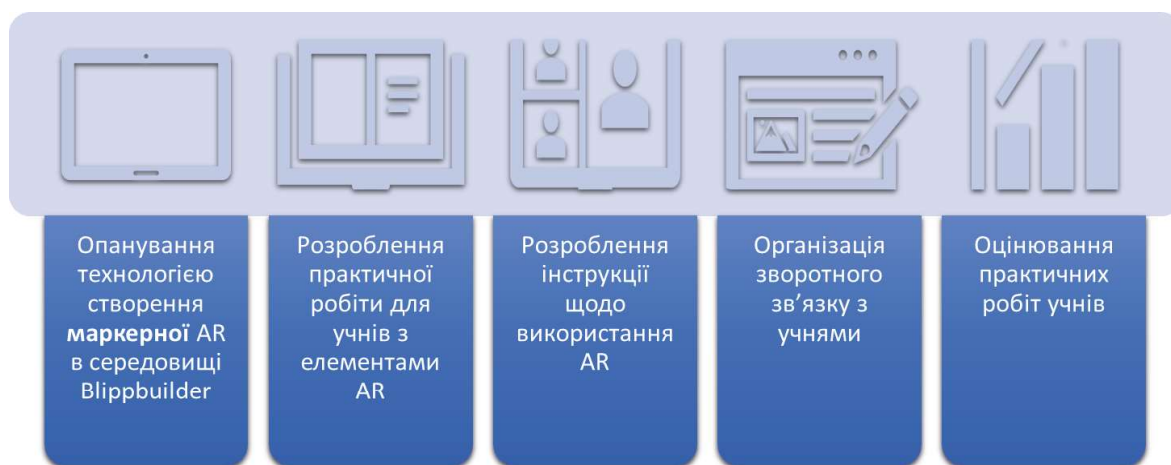 Опанування
технологією
створення
маркерної AR
в середовищі
Blippbuilder
Розроблення
практичної
робіти для
учнів з
елементами
AR
Розроблення
інструкції
щодо
використання
AR
Організація
зворотного
зв’язку з
учнями
Оцінювання
практичних
робіт учнів